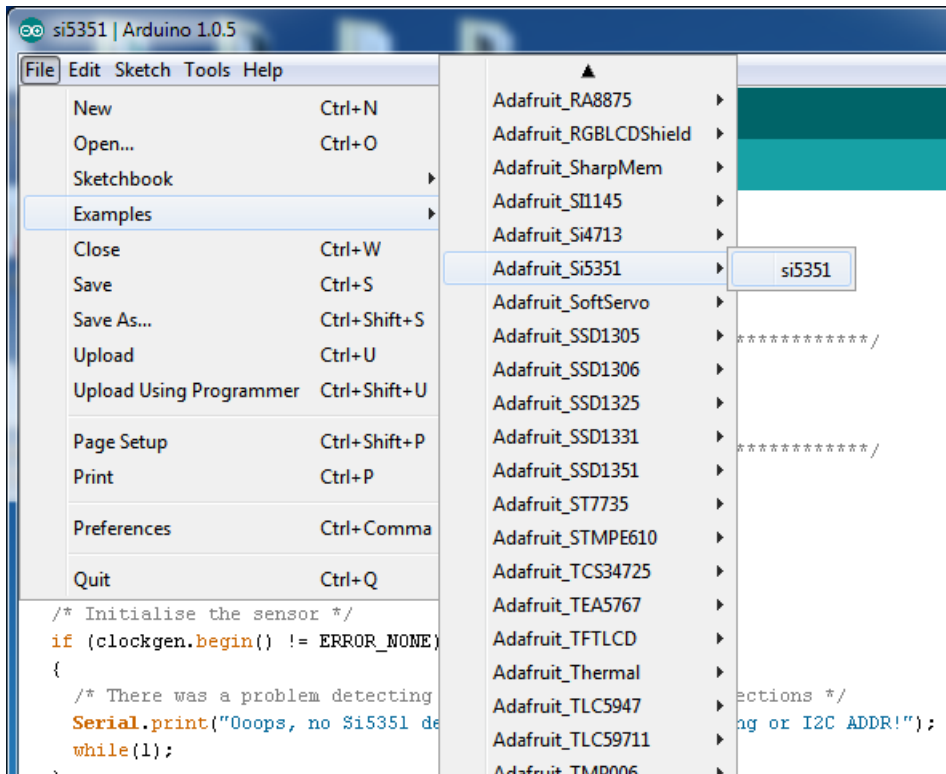 si5351 | Arduino 1.0.5
File Edit Sketch Tools Help
New Ctrl+N
Open... Ctrl+O
Sketchbook
Examples
Close Ctrl+W
Save Ctrl+S
Save As... Ctrl+Shift+S
Upload Ctrl+U
Upload Using Programmer Ctrl+Shift+U
Page Setup Ctrl+Shift+P
Print Ctrl+P
Preferences Ctrl+Comma
Quit Ctrl+Q
Adafruit_RA8875
Adafruit_RGBLCDShield
Adafruit_SharpMem
Adafruit_SI1145
Adafruit_Si4713
Adafruit_Si5351
Adafruit_SoftServo
Adafruit_SSD1305
Adafruit_SSD1306
Adafruit_SSD1325
Adafruit_SSD1331
Adafruit_SSD1351
Adafruit_ST7735
Adafruit_STMPE610
Adafruit_TCS34725
Adafruit_TEA5767
Adafruit_TFTLCD
Adafruit_Thermal
Adafruit_TLC5947
Adafruit_TLC59711
Adafruit_TMP006
si5351
************/
************/
/* Initialise the sensor */
if (clockgen.begin() != ERROR_NONE)
{
/* There was a problem detecting ections */
Serial.print("Ooops, no Si5351 de ng or I2C ADDR!");
while(1);